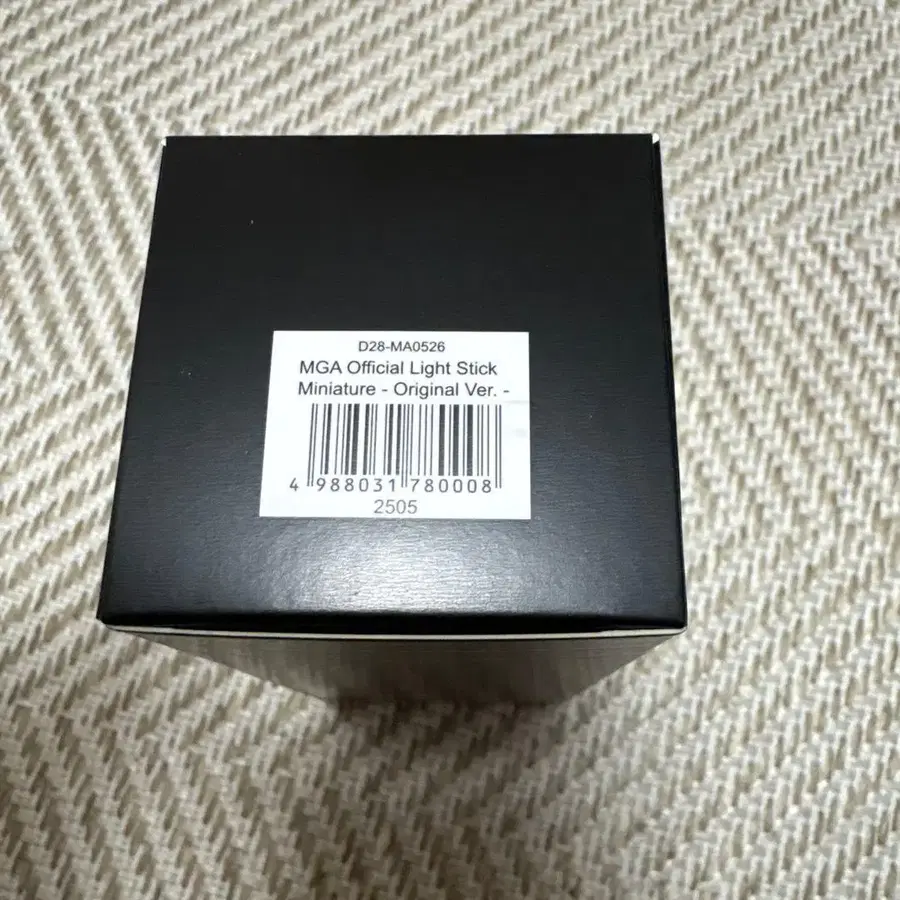 D28-MA0526
MGA Official Light Stick
Miniature - Original Ver. -
4 988031 780008
2505